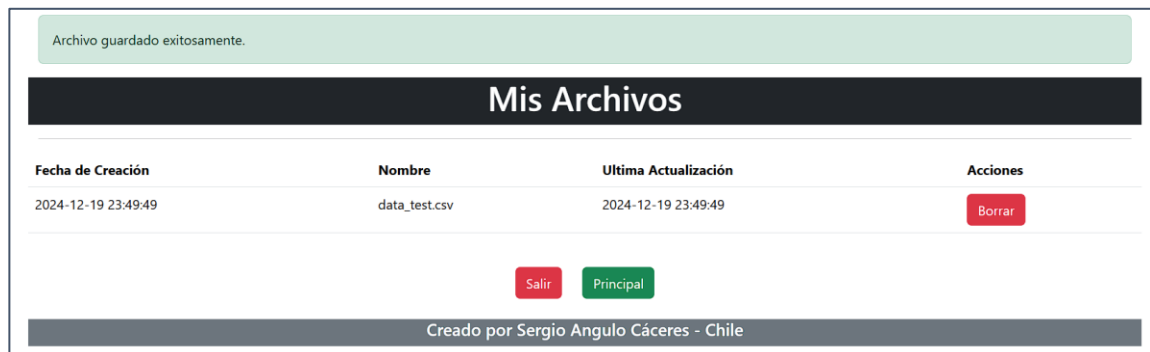 Archivo guardado exitosamente.
Mis Archivos
Fecha de Creación Nombre Ultima Actualización Acciones
2024-12-19 23:49:49 data_test.csv 2024-12-19 23:49:49 Borrar
Salir Principal
Creado por Sergio Angulo Cáceres - Chile